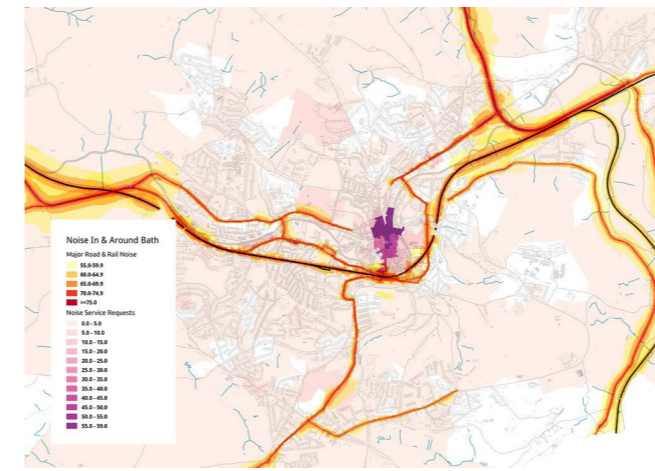 Noise In & Around Bath
Major Road & Rail Noise
55.0-59.9
60.0-64.9
65.0-69.9
70.0-74.9
>=75.0
Noise Service Requests
0.0 - 5.0
5.0 - 10.0
10.0 - 15.0
15.0 - 20.0
20.0 - 25.0
25.0 - 30.0
30.0 - 35.0
35.0 - 40.0
40.0 - 45.0
45.0 - 50.0
50.0 - 55.0
55.0 - 59.0